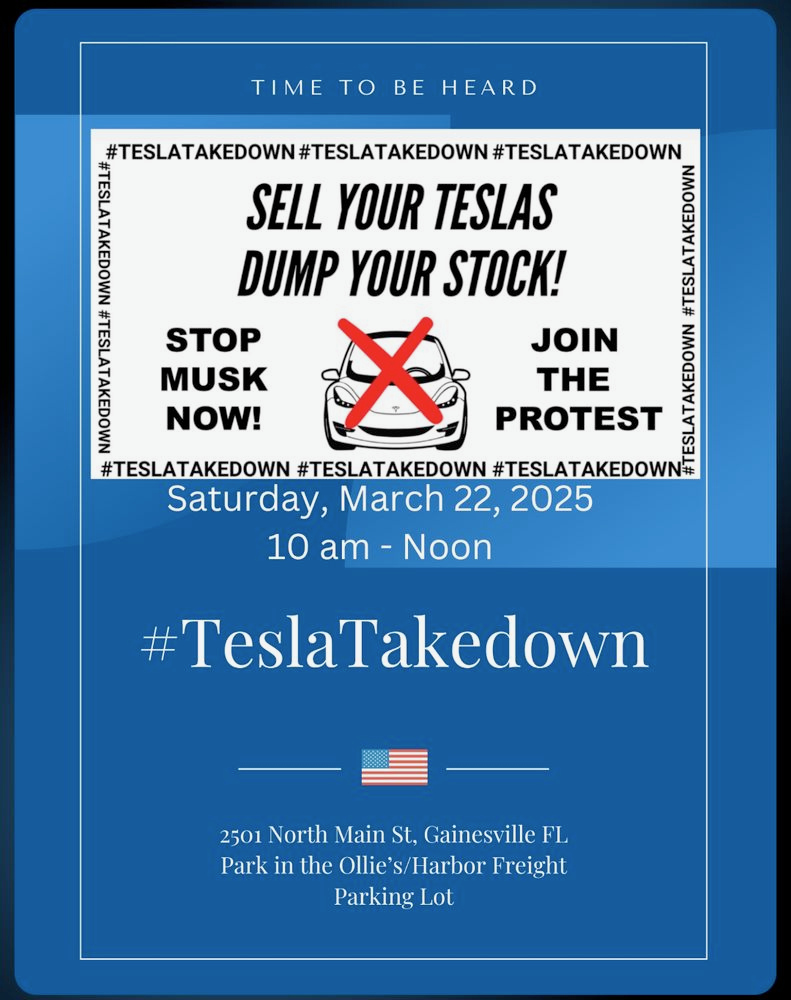 TIME TO BE HEARD
#TESLATAKEDOWN #TESLATAKEDOWN #TESLATAKEDOWN
#TESLATAKEDOWN #TESLATAKEDOWN
SELL YOUR TESLAS
DUMP YOUR STOCK!
STOP
MUSK
NOW!
JOIN
THE
PROTEST
#TESLATAKEDOWN #TESLATAKEDOWN
#TESLATAKEDOWN #TESLATAKEDOWN #TESLATAKEDOWN
Saturday, March 22, 2025
10 am - Noon
#TeslaTakedown
2501 North Main St, Gainesville FL
Park in the Ollie's/Harbor Freight
Parking Lot